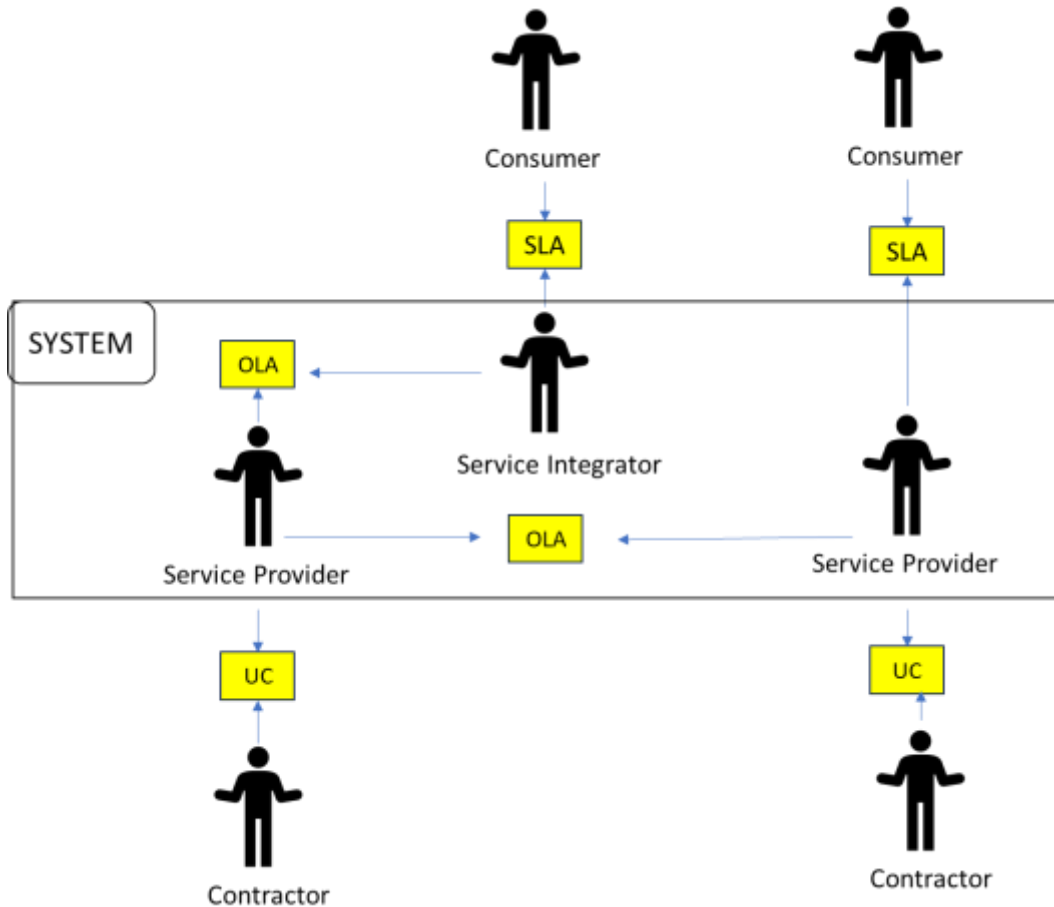 Consumer
Consumer
SLA
SLA
SYSTEM
OLA
Service Integrator
OLA
Service Provider
Service Provider
UC
UC
Contractor
Contractor